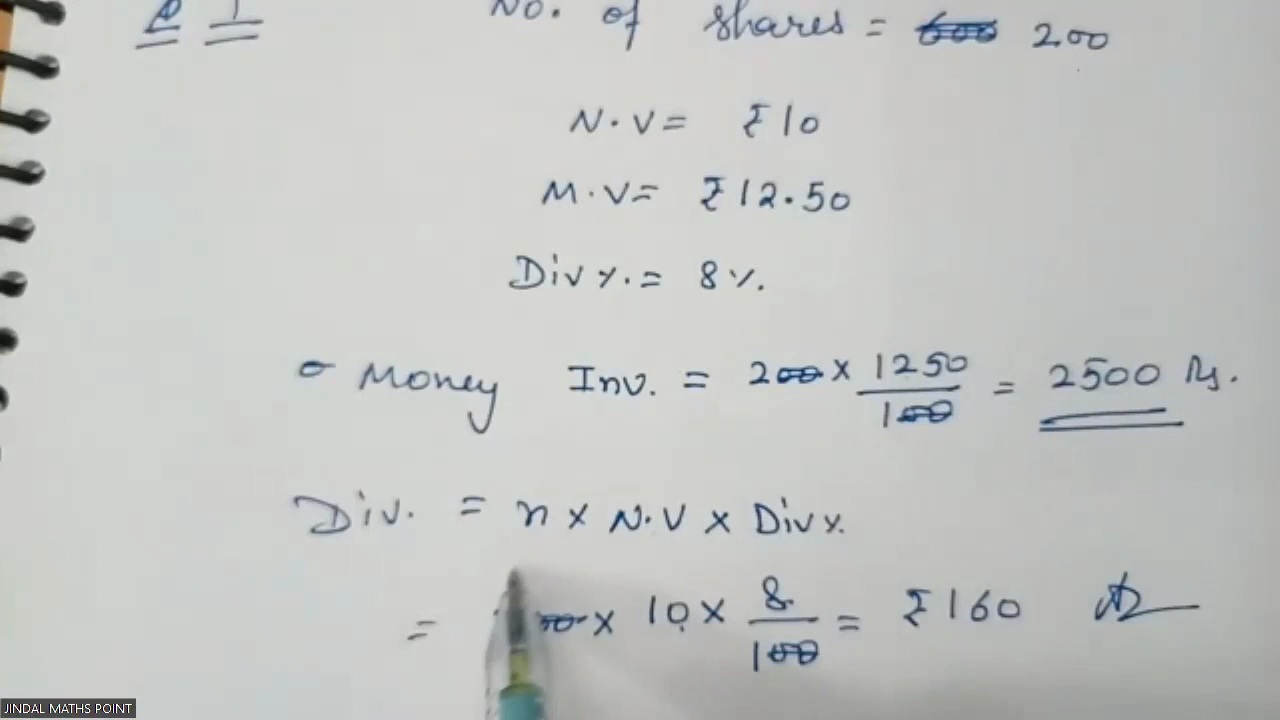 No. of shares = 600 200
N.V = ₹10
M.V = ₹12.50
Div %. = 8 %.
Money Inv. = 200 × 1250/100 = 2500 Rs.
Div. = n × N.V × Div %.
= × 10 × 8/100 = ₹160
JINDAL MATHS POINT